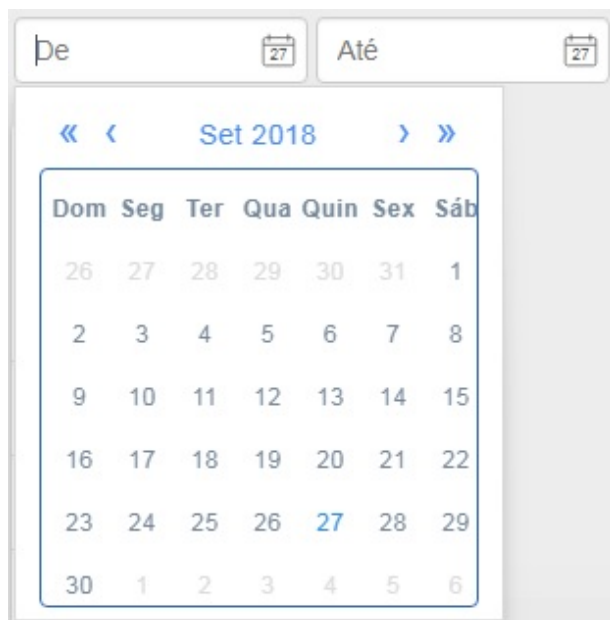 De 27 Até 27
« ‹ Set 2018 › »
Dom Seg Ter Qua Quin Sex Sáb
26 27 28 29 30 31 1
2 3 4 5 6 7 8
9 10 11 12 13 14 15
16 17 18 19 20 21 22
23 24 25 26 27 28 29
30 1 2 3 4 5 6